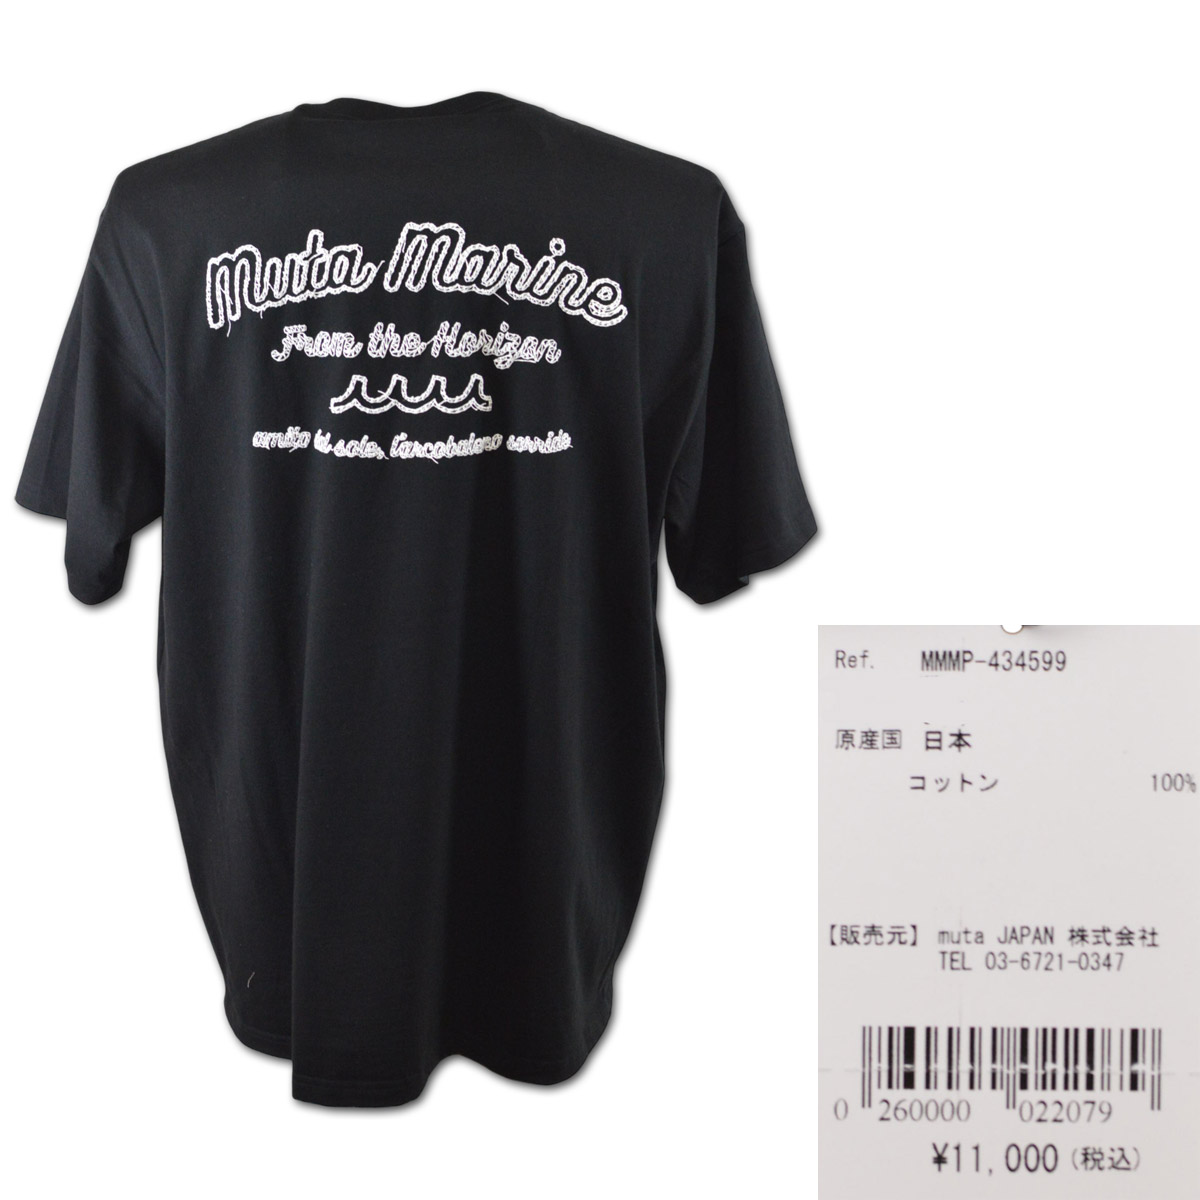 Muta Marine
From the Horizon
sole, l'arcobaleno
Ref. MMMP-434599
原産国 日本
コットン 100%
【販売元】 muta JAPAN 株式会社
TEL 03-6721-0347
0 260000 022079
¥11,000 (税込)